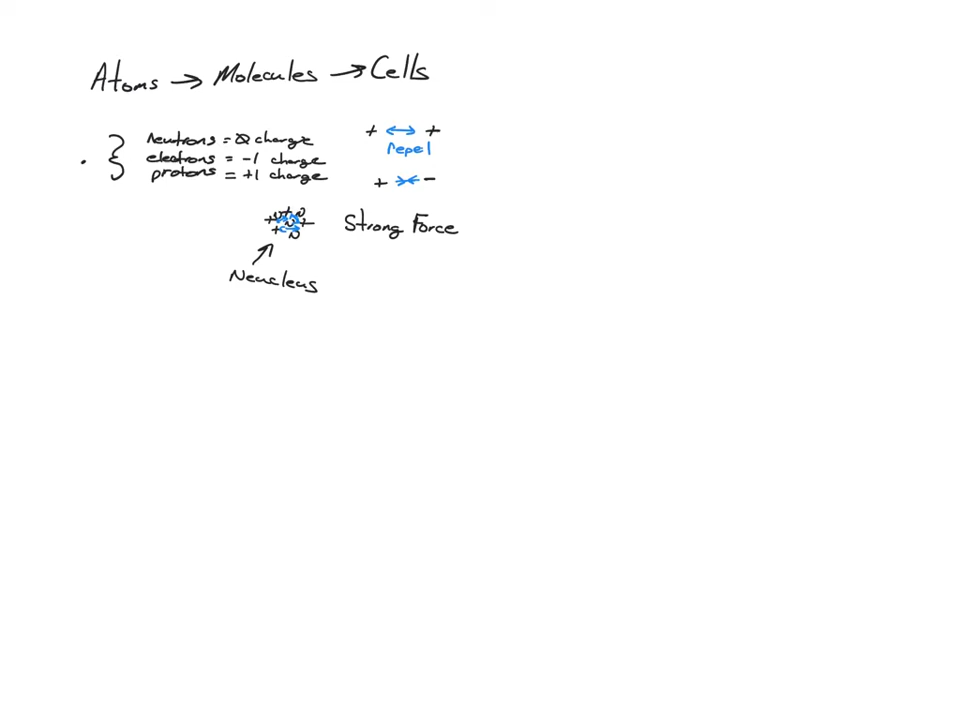 Atoms → Molecules → Cells
neutrons = 0 charge
electrons = -1 charge
protons = +1 charge
+ ↔ +
repel
+ -
Strong Force
Neucleus